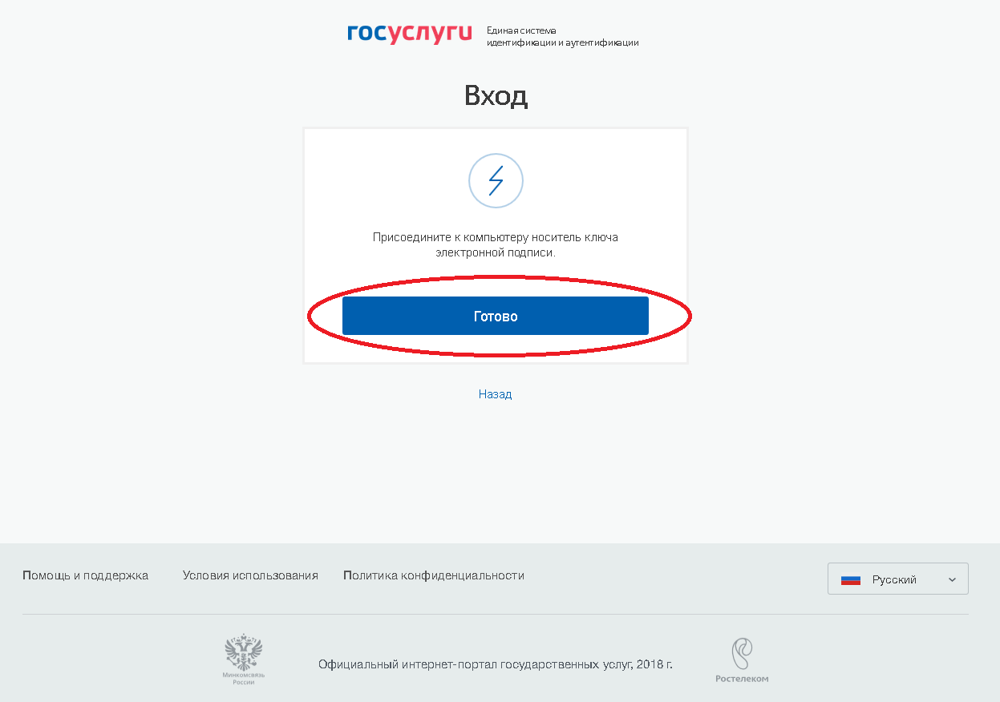 госуслуги
Единая система
идентификации и аутентификации
Вход
Присоедините к компьютеру носитель ключа
электронной подписи.
Готово
Назад
Помощь и поддержка
Условия использования
Политика конфиденциальности
Русский
Минкомсвязь
России
Официальный интернет-портал государственных услуг, 2018 г.
Ростелеком